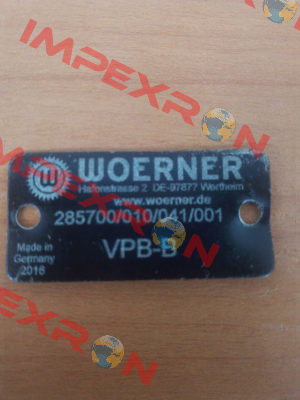 IMPEXRON
WOERNER
Hafenstrasse 2 DE-97877 Wertheim
www.woerner.de
285700/010/041/001
VPB-B
Made in
Germany
2016
IMPEXRON